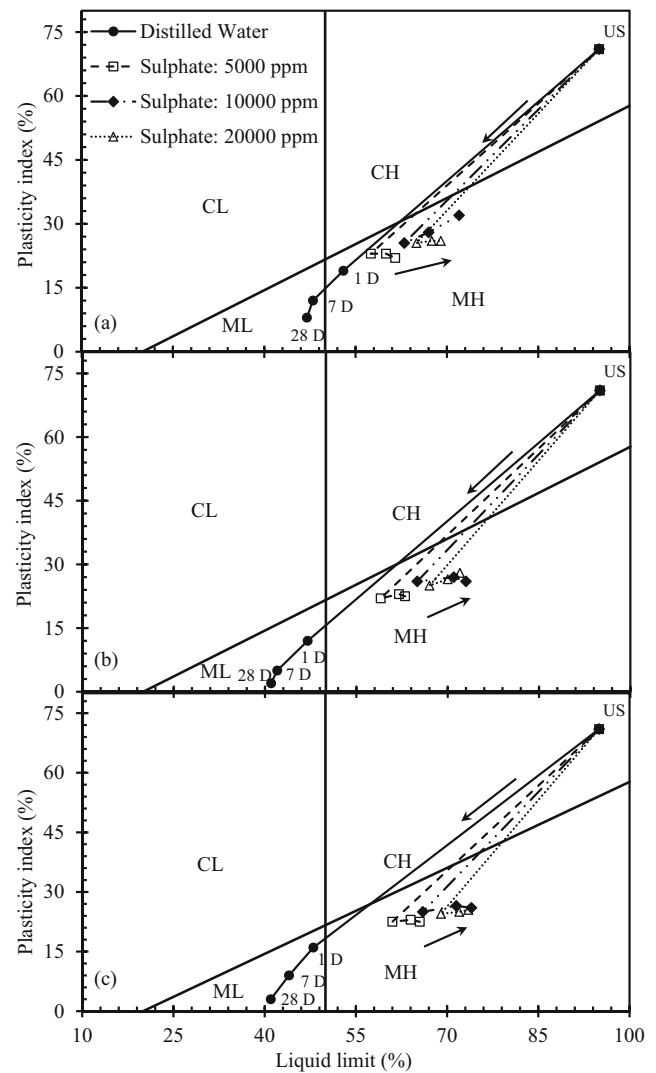 75
60
45
30
15
0
Plasticity index (%)
Distilled Water
Sulphate: 5000 ppm
Sulphate: 10000 ppm
Sulphate: 20000 ppm
US
CH
CL
1 D
7 D
28 D
MH
ML
(a)
75
60
45
30
15
0
Plasticity index (%)
US
CH
CL
1 D
7 D
28 D
MH
ML
(b)
75
60
45
30
15
0
Plasticity index (%)
US
CH
CL
1 D
7 D
28 D
MH
ML
(c)
10 25 40 55 70 85 100
Liquid limit (%)